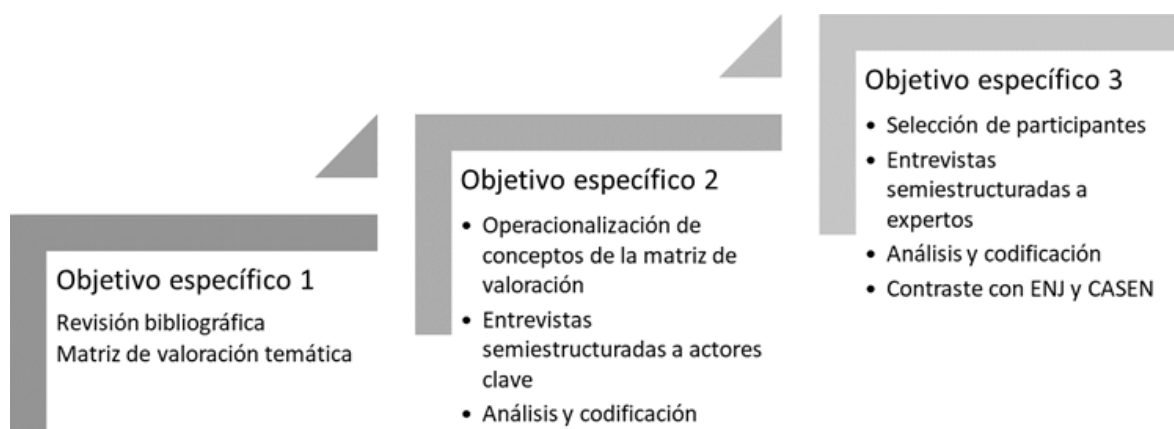 Objetivo específico 1
Revisión bibliográfica
Matriz de valoración temática
Objetivo específico 2
• Operacionalización de
conceptos de la matriz de
valoración
• Entrevistas
semiestructuradas a actores
clave
• Análisis y codificación
Objetivo específico 3
• Selección de participantes
• Entrevistas
semiestructuradas a
expertos
• Análisis y codificación
• Contraste con ENJ y CASEN